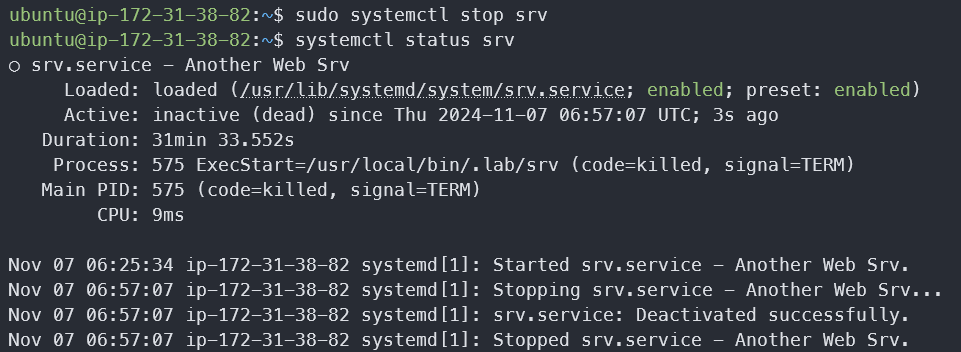 ubuntu@ip-172-31-38-82:~$ sudo systemctl stop srv
ubuntu@ip-172-31-38-82:~$ systemctl status srv
○ srv.service – Another Web Srv
     Loaded: loaded (/usr/lib/systemd/system/srv.service; enabled; preset: enabled)
     Active: inactive (dead) since Thu 2024-11-07 06:57:07 UTC; 3s ago
   Duration: 31min 33.552s
    Process: 575 ExecStart=/usr/local/bin/.lab/srv (code=killed, signal=TERM)
   Main PID: 575 (code=killed, signal=TERM)
        CPU: 9ms

Nov 07 06:25:34 ip-172-31-38-82 systemd[1]: Started srv.service – Another Web Srv.
Nov 07 06:57:07 ip-172-31-38-82 systemd[1]: Stopping srv.service – Another Web Srv...
Nov 07 06:57:07 ip-172-31-38-82 systemd[1]: srv.service: Deactivated successfully.
Nov 07 06:57:07 ip-172-31-38-82 systemd[1]: Stopped srv.service – Another Web Srv.